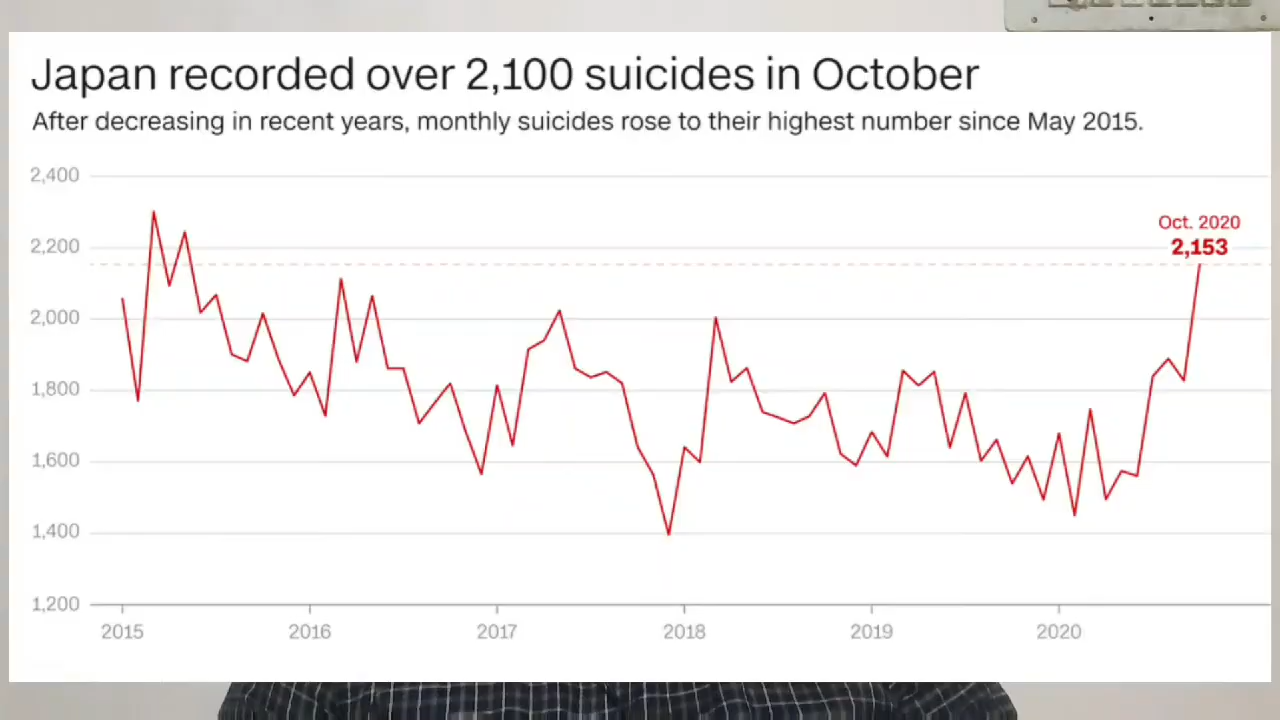 Japan recorded over 2,100 suicides in October
After decreasing in recent years, monthly suicides rose to their highest number since May 2015.
2,400
Oct. 2020
2,200
2,153
2,000
1,800
1,600
1,400
1,200
2015 2016 2017 2018 2019 2020